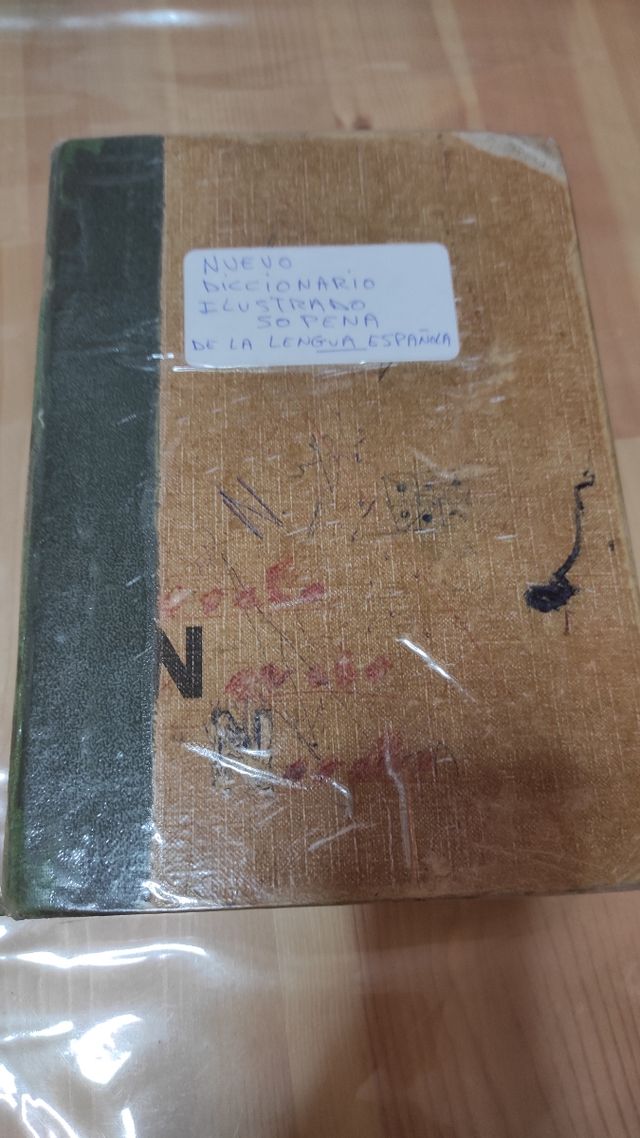 NUEVO
DICCIONARIO
ILUSTRADO
SOPENA
DE LA LENGUA ESPAÑOLA
N
N